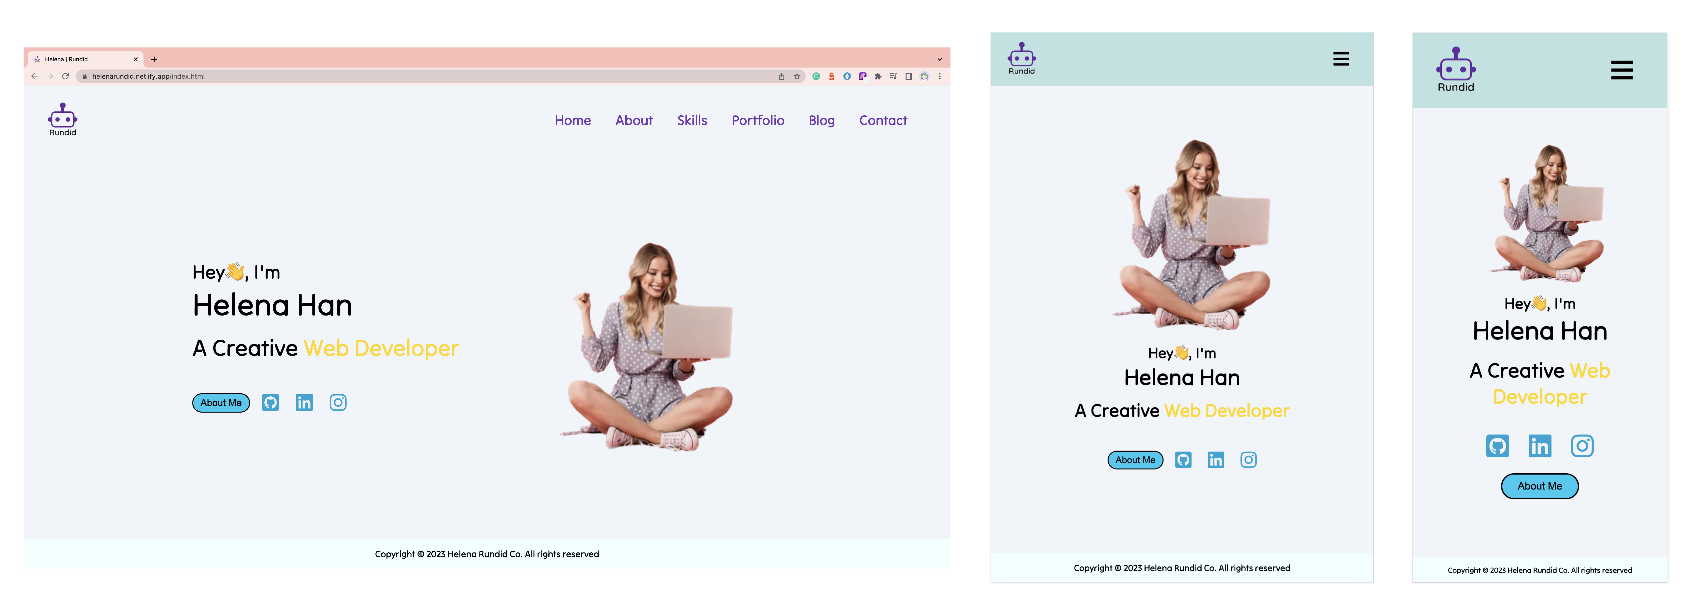 Helena | Rundid
helenarundid.netlify.app/index.html
Rundid
Home About Skills Portfolio Blog Contact
Hey👋, I'm
Helena Han
A Creative Web Developer
About Me
Copyright © 2023 Helena Rundid Co. All rights reserved
Rundid
Hey👋, I'm
Helena Han
A Creative Web Developer
About Me
Copyright © 2023 Helena Rundid Co. All rights reserved
Rundid
Hey👋, I'm
Helena Han
A Creative Web
Developer
About Me
Copyright © 2023 Helena Rundid Co. All rights reserved